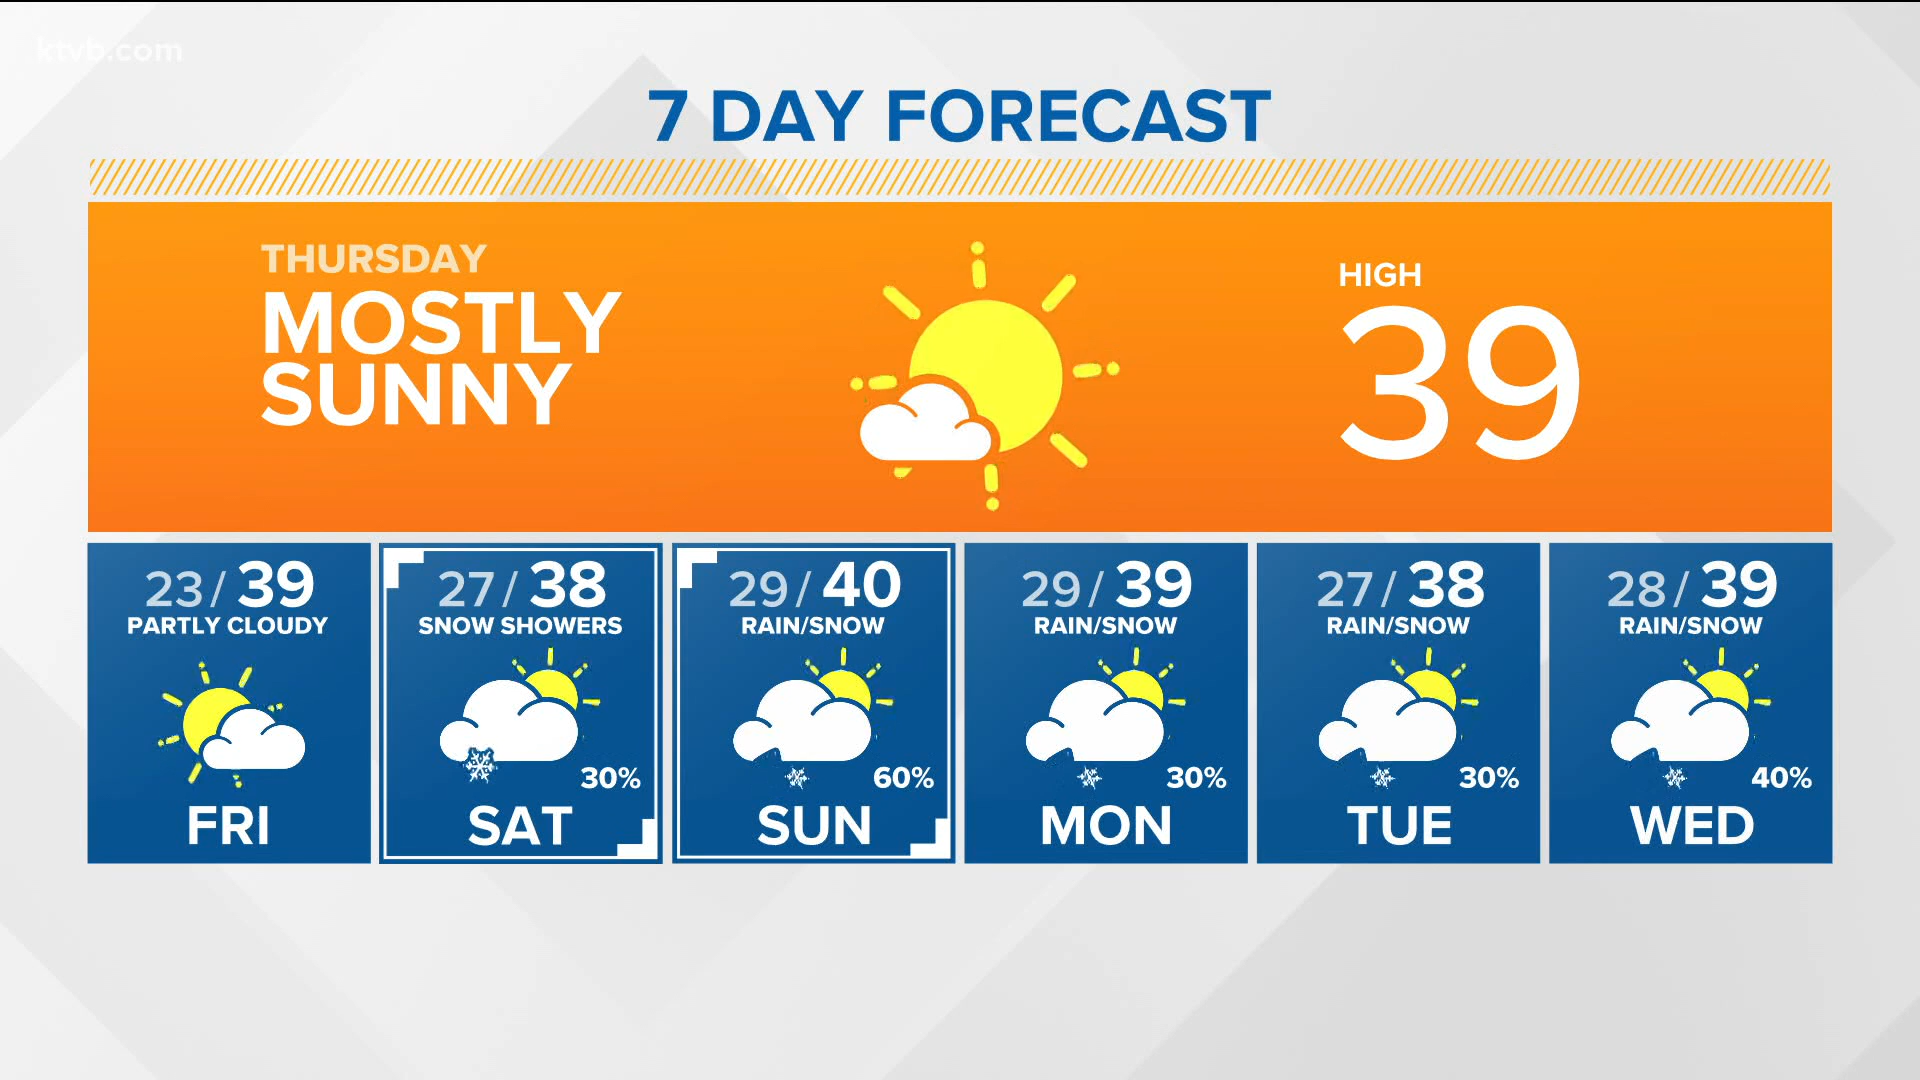 ktvb.com
7 DAY FORECAST
THURSDAY
MOSTLY
SUNNY
HIGH
39
23/39
PARTLY CLOUDY
FRI
27/38
SNOW SHOWERS
30%
SAT
29/40
RAIN/SNOW
60%
SUN
29/39
RAIN/SNOW
30%
MON
27/38
RAIN/SNOW
30%
TUE
28/39
RAIN/SNOW
40%
WED